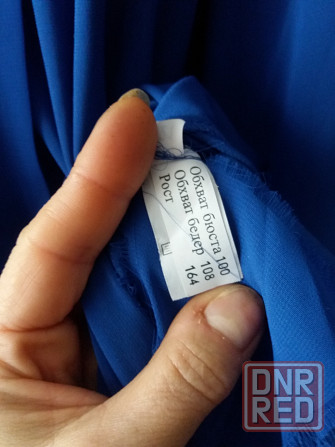 Обхват бюста 100
Обхват бедер 108
Рост 164
DNR
RED